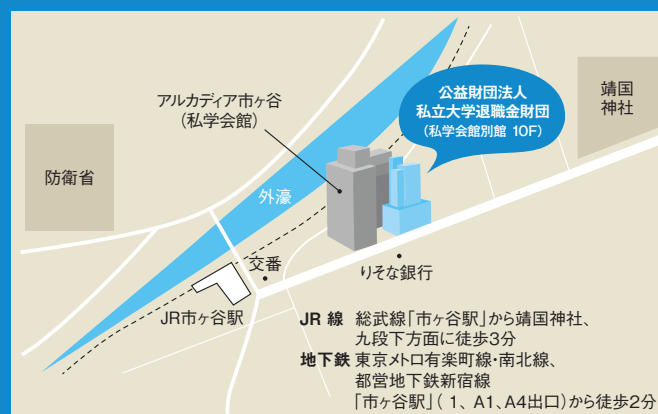 アルカディア市ヶ谷
(私学会館)
公益財団法人
私立大学退職金財団
(私学会館別館 10F)
靖国
神社
防衛省
外濠
交番
りそな銀行
JR市ヶ谷駅
JR 線 総武線「市ヶ谷駅」から靖国神社、
九段下方面に徒歩3分
地下鉄 東京メトロ有楽町線・南北線、
都営地下鉄新宿線
「市ヶ谷駅」( 1、A1、A4出口)から徒歩2分